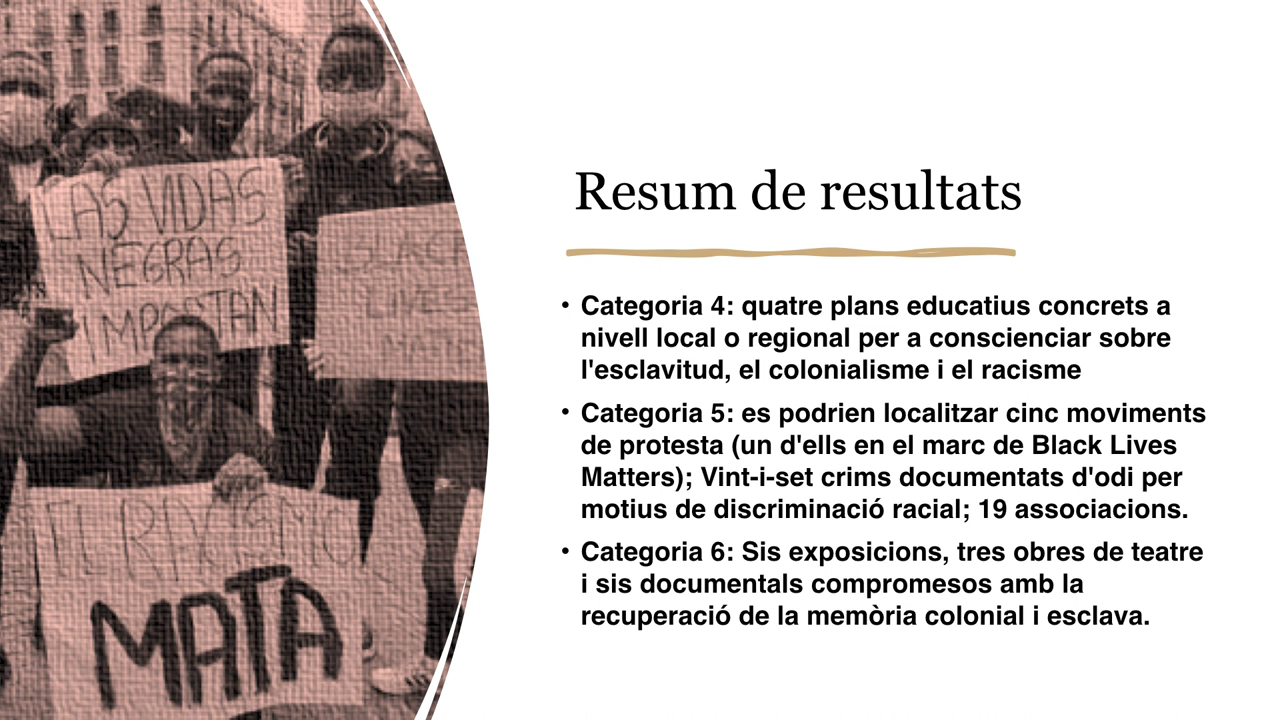 LAS VIDAS
NEGRAS
IMPORTAN
BLACK
LIVES
EL RACISMO
MATA
Resum de resultats
• Categoria 4: quatre plans educatius concrets a
nivell local o regional per a conscienciar sobre
l'esclavitud, el colonialisme i el racisme
• Categoria 5: es podrien localitzar cinc moviments
de protesta (un d'ells en el marc de Black Lives
Matters); Vint-i-set crims documentats d'odi per
motius de discriminació racial; 19 associacions.
• Categoria 6: Sis exposicions, tres obres de teatre
i sis documentals compromesos amb la
recuperació de la memòria colonial i esclava.